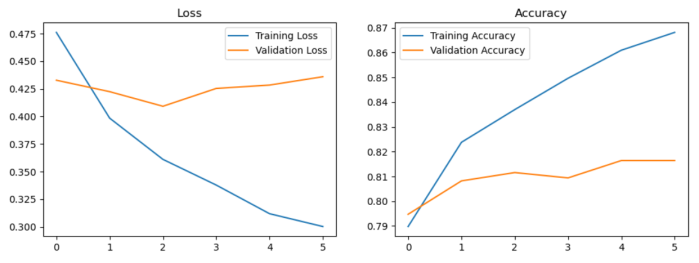 Loss
0.475
0.450
0.425
0.400
0.375
0.350
0.325
0.300
Training Loss
Validation Loss
0 1 2 3 4 5
Accuracy
0.87
0.86
0.85
0.84
0.83
0.82
0.81
0.80
0.79
Training Accuracy
Validation Accuracy
0 1 2 3 4 5